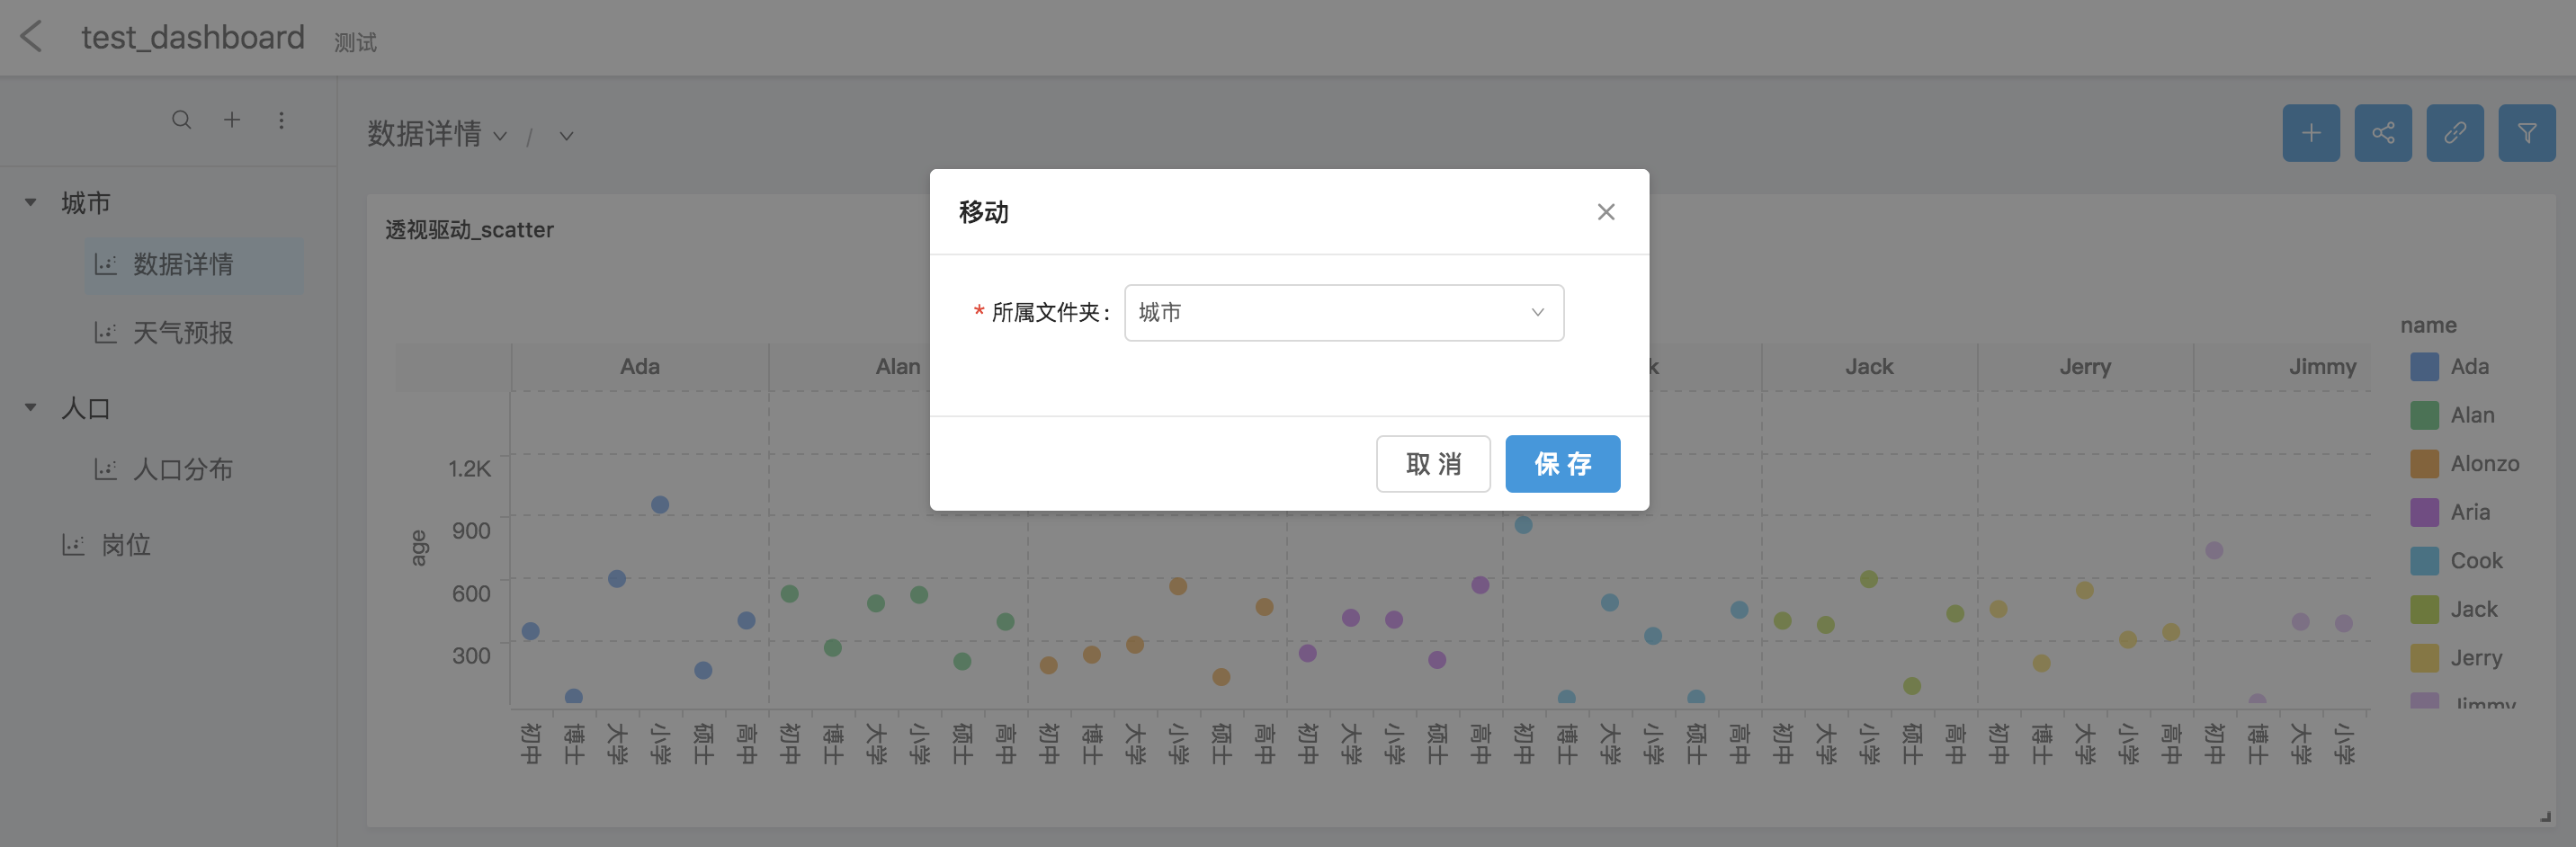 test_dashboard 测试
数据详情 /
城市
数据详情
天气预报
人口
人口分布
岗位
透视驱动_scatter
移动
* 所属文件夹:
城市
取 消
保 存
Ada
Alan
k
Jack
Jerry
Jimmy
age
1.2K
900
600
300
初中 博士 大学 小学 硕士 高中 初中 博士 大学 小学 硕士 高中 初中 博士 大学 小学 硕士 高中 初中 大学 小学 硕士 高中 初中 博士 大学 小学 硕士 高中 初中 大学 小学 硕士 高中 初中 博士 大学 小学 高中 初中 博士 大学 小学
name
Ada
Alan
Alonzo
Aria
Cook
Jack
Jerry
Jimmy